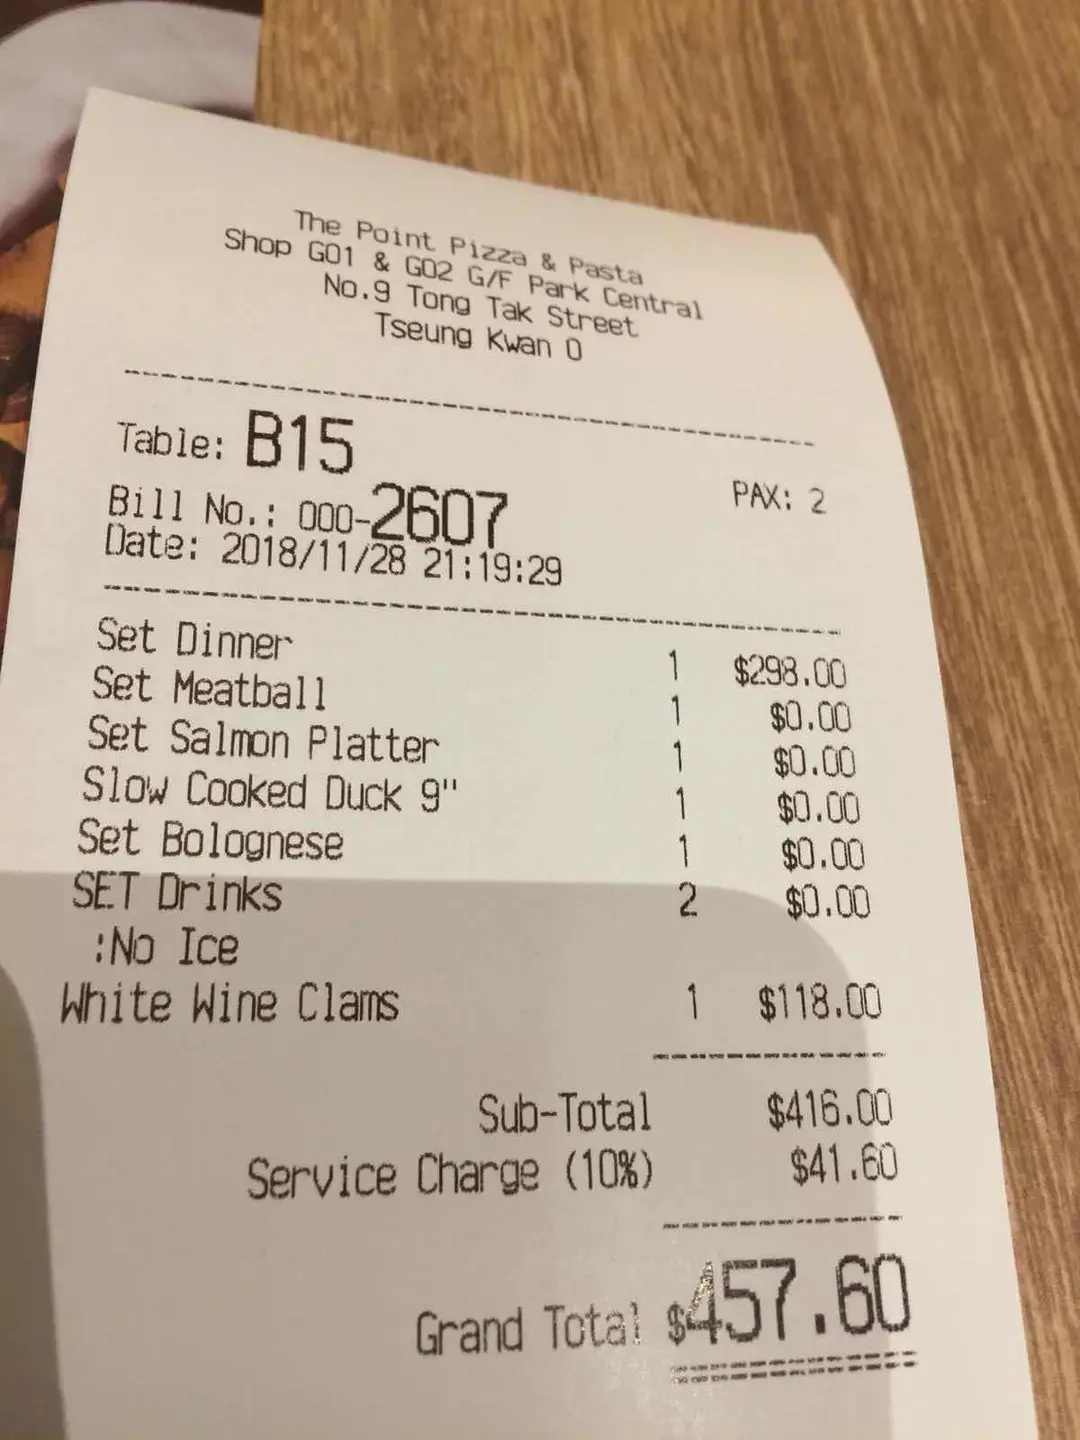 The Point Pizza & Pasta
Shop G01 & G02 G/F Park Central
No.9 Tong Tak Street
Tseung Kwan O
Table: B15 PAX: 2
Bill No.: 000-2607
Date: 2018/11/28 21:19:29
Set Dinner 1 $298.00
Set Meatball 1 $0.00
Set Salmon Platter 1 $0.00
Slow Cooked Duck 9" 1 $0.00
Set Bolognese 1 $0.00
SET Drinks 2 $0.00
:No Ice
White Wine Clams 1 $118.00
Sub-Total $416.00
Service Charge (10%) $41.60
Grand Total $457.60